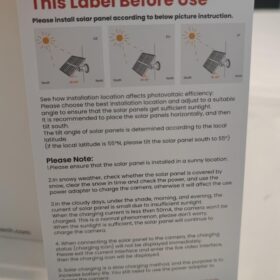 This Label Before Use
Please install solar panel according to below picture instruction.
See how installation location affects photovoltaic efficiency:
Please choose the best installation location and adjust to a suitable
angle to ensure that the solar panels get sufficient sunlight.
It is recommended to place the solar panels horizontally, and then
tilt south
The tilt angle of solar panels is determined according to the local
latitude
(if the local latitude is 55°N, please tilt the solar panel south to 55°)
Please Note:
1.Please ensure that the solar panel is installed in a sunny location.
2.In snowy weather, check whether the solar panel is covered by
snow, clear the snow in time and check the power, and use the
power adapter to charge the camera, otherwise it will affect the use
3.In the cloudy days, under the shade, morning, and evening, the
current of solar panel is small due to insufficient sunlight.
When the charging current is less than 50mA, the camera won't be
charged. This is a normal phenomenon, please don't worry.
When the sunlight is sufficient, the solar panel will continue to
charge the camera.
4. When connecting the solar panel to the camera, the charging
status (charging icon) will not be displayed immediately.
Please wait
then the charging icon will be displayed.
5. Solar charging is a slow charging method, and the purpose is to
increase battery life. You still need to use the power adapter to